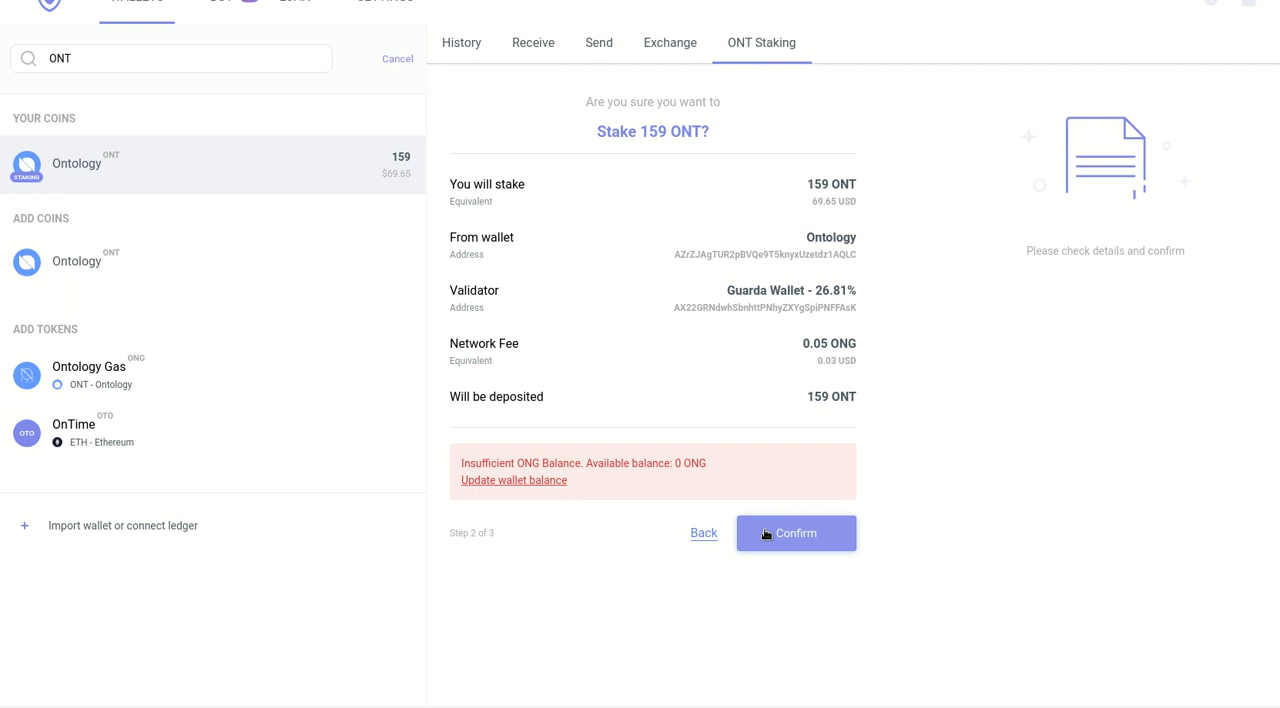 ONT
Cancel
YOUR COINS
Ontology ONT
159
STAKING
$69.65
ADD COINS
Ontology ONT
ADD TOKENS
Ontology Gas ONG
ONT - Ontology
OnTime OTO
OTO
ETH - Ethereum
+ Import wallet or connect ledger
History Receive Send Exchange ONT Staking
Are you sure you want to
Stake 159 ONT?
You will stake 159 ONT
Equivalent 69.65 USD
From wallet Ontology
Address AZrZJAgTUR2pBVQe9T5knyxUzetdz1AQLC
Validator Guarda Wallet - 26.81%
Address AX22GRNdwhSbnhttPNhyZXYgSpiPNFFAsK
Network Fee 0.05 ONG
Equivalent 0.03 USD
Will be deposited 159 ONT
Insufficient ONG Balance. Available balance: 0 ONG
Update wallet balance
Step 2 of 3 Back Confirm
Please check details and confirm